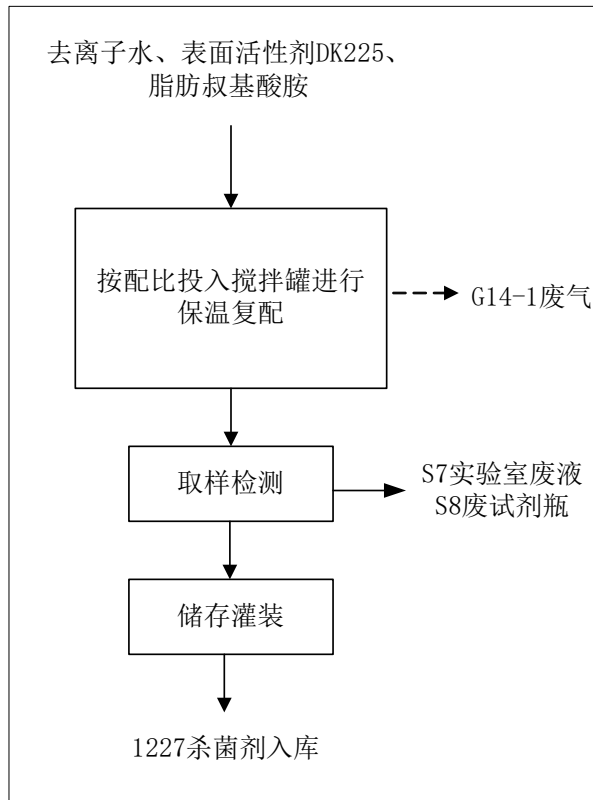 去离子水、表面活性剂DK225、
脂肪叔基酸胺
按配比投入搅拌罐进行
保温复配
G14-1废气
取样检测
S7实验室废液
S8废试剂瓶
储存灌装
1227杀菌剂入库